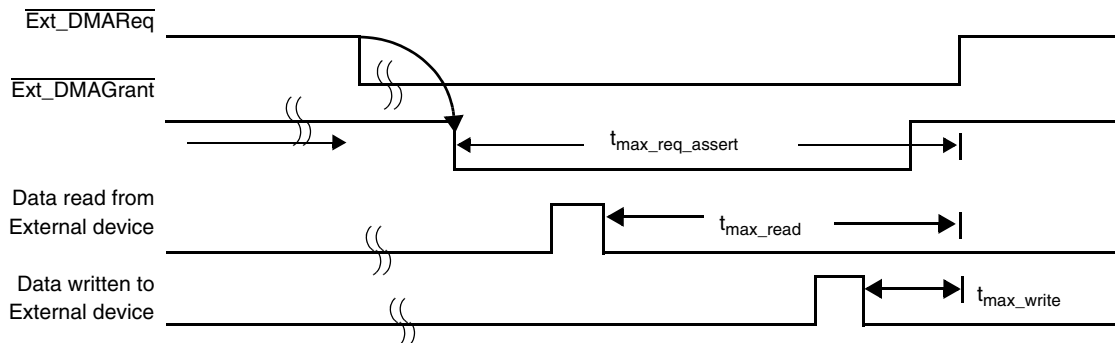 Ext_DMAReq
Ext_DMAGrant
t_max_req_assert
Data read from
External device
t_max_read
Data written to
External device
t_max_write